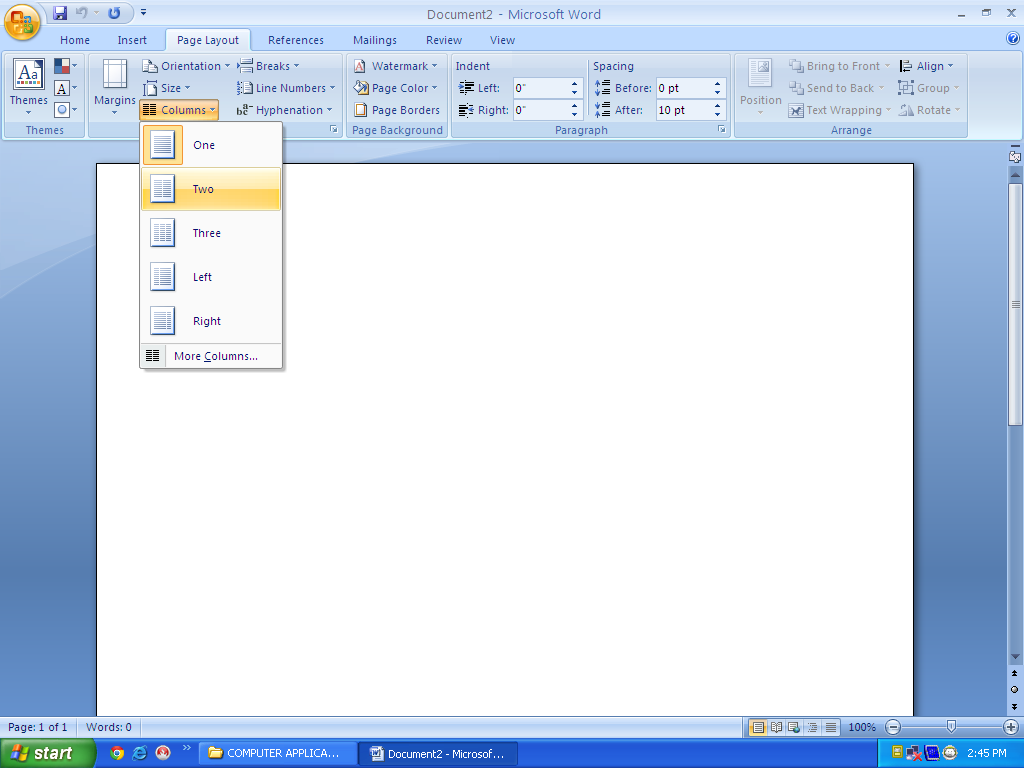 Document2 - Microsoft Word
Home Insert Page Layout References Mailings Review View
Themes
Themes
Margins
Orientation
Size
Columns
Breaks
Line Numbers
Hyphenation
Watermark
Page Color
Page Borders
Page Background
Indent
Left: 0"
Right: 0"
Spacing
Before: 0 pt
After: 10 pt
Paragraph
Position
Bring to Front
Send to Back
Text Wrapping
Align
Group
Rotate
Arrange
One
Two
Three
Left
Right
More Columns...
Page: 1 of 1 Words: 0 100%
start COMPUTER APPLICA... Document2 - Microsof... 2:45 PM